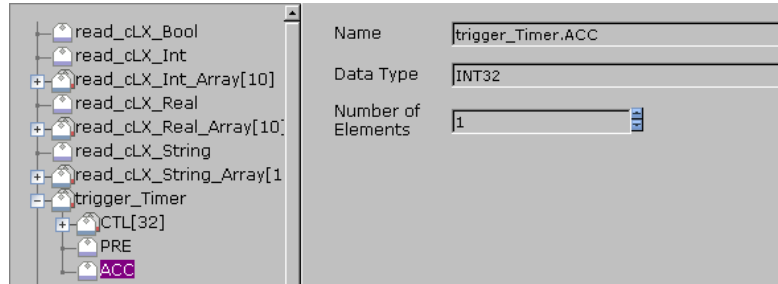 read_cLX_Bool
read_cLX_Int
read_cLX_Int_Array[10]
read_cLX_Real
read_cLX_Real_Array[10]
read_cLX_String
read_cLX_String_Array[1
trigger_Timer
CTL[32]
PRE
ACC
Name
trigger_Timer.ACC
Data Type
INT32
Number of
Elements
1